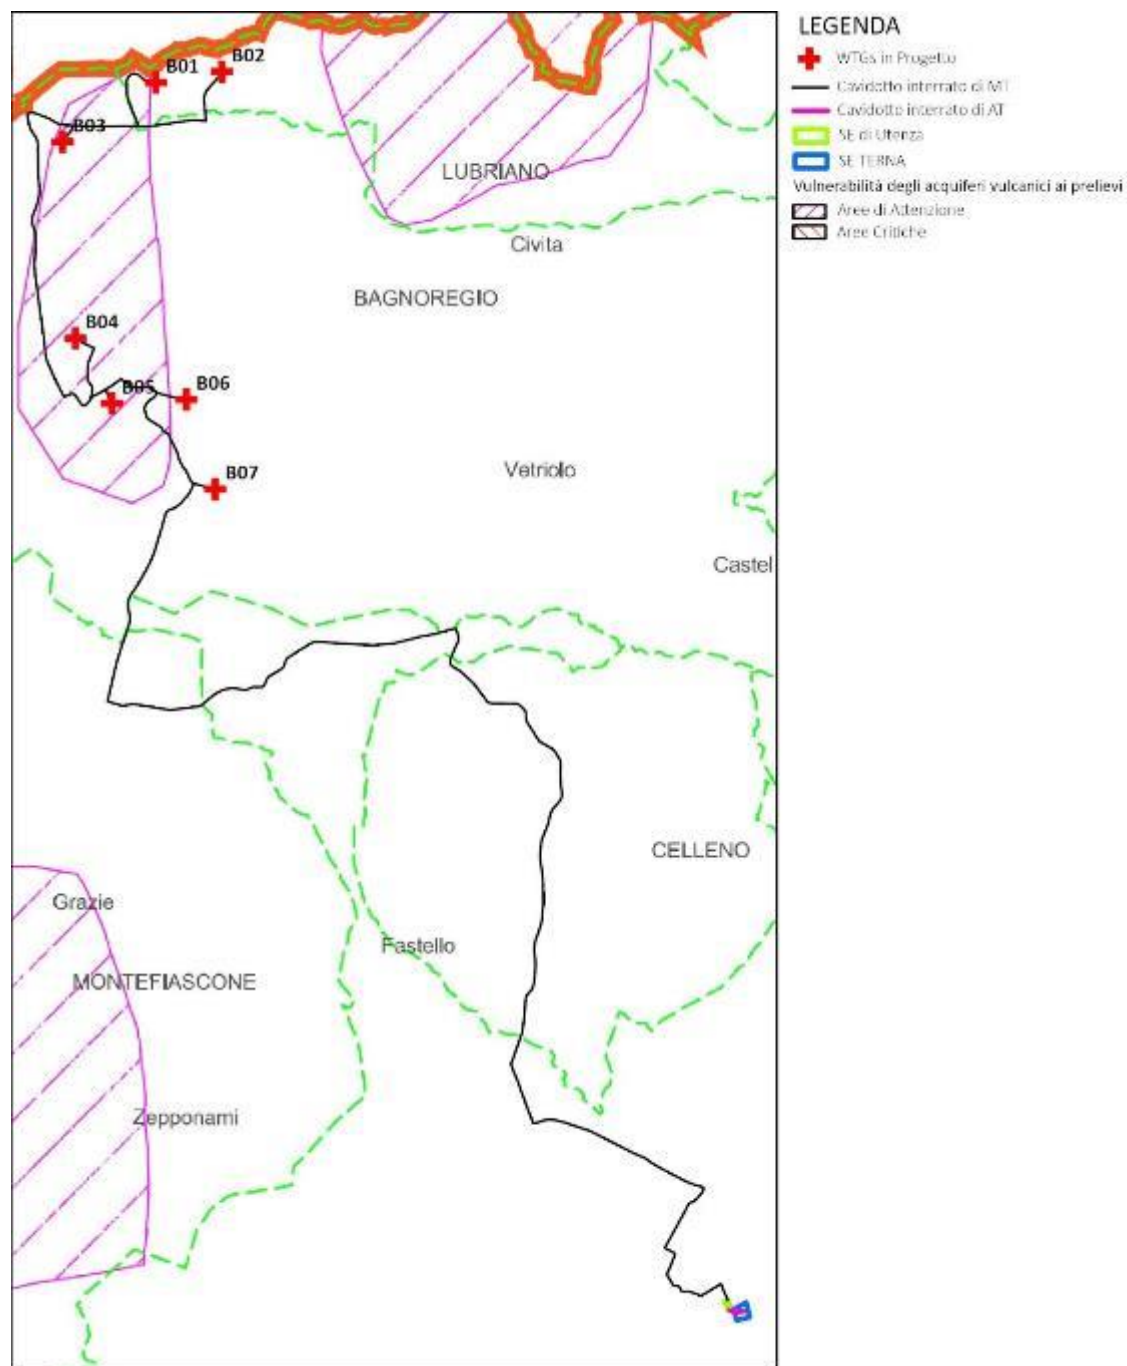 LEGENDA
WTGs in Progetto
Cavidotto interrato di MT
Cavidotto interrato di AT
SE di Utenza
SE TERNA
Vulnerabilità degli acquiferi vulcanici ai prelievi
Aree di Attenzione
Aree Critiche
B01
B02
B03
LUBRIANO
Civita
BAGNOREGIO
B04
B05
B06
Vetriolo
B07
Castel
CELLENO
Grazie
Fastello
MONTEFIASCONE
Zepponami